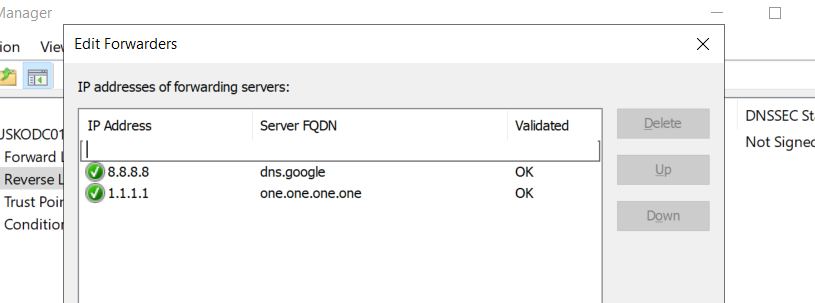 Manager
Edit Forwarders
ion View
IP addresses of forwarding servers:
IP Address Server FQDN Validated
Delete
DNSSEC St
USKODC01
Not Signed
Forward L
8.8.8.8 dns.google OK
Up
Reverse L
1.1.1.1 one.one.one.one OK
Trust Poin
Down
Condition